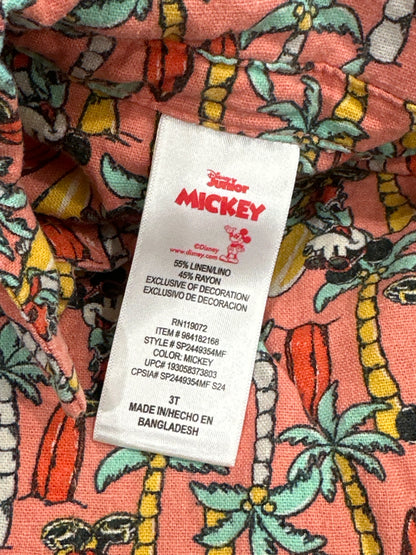 Disney
Junior
MICKEY
©Disney
www.disney.com
55% LINEN/LINO
45% RAYON
EXCLUSIVE OF DECORATION/
EXCLUSIVO DE DECORACION
RN119072
ITEM # 984182168
STYLE # SP2449354MF
COLOR: MICKEY
UPC# 193058373803
CPSIA# SP2449354MF S24
3T
MADE IN/HECHO EN
BANGLADESH